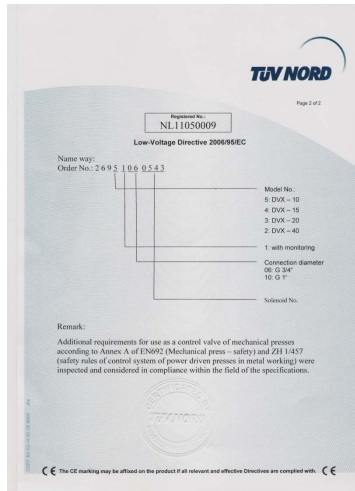 TÜV NORD
Page 2 of 2
Registered No.:
NL11050009
Low-Voltage Directive 2006/95/EC
Name way:
Order No.: 2 6 9 5 1 06 0 5 4 3
Model No.:
5: DVX – 10
4: DVX – 15
3: DVX – 20
2: DVX – 40
1: with monitoring
Connection diameter
06: G 3/4"
10: G 1"
Solenoid No.
Remark:
Additional requirements for use as a control valve of mechanical presses
according to Annex A of EN692 (Mechanical press – safety) and ZH 1/457
(safety rules of control system of power driven presses in metal working) were
inspected and considered in compliance within the field of the specifications.
TÜV NORD
CE The CE marking may be affixed on the product if all relevant and effective Directives are complied with. CE